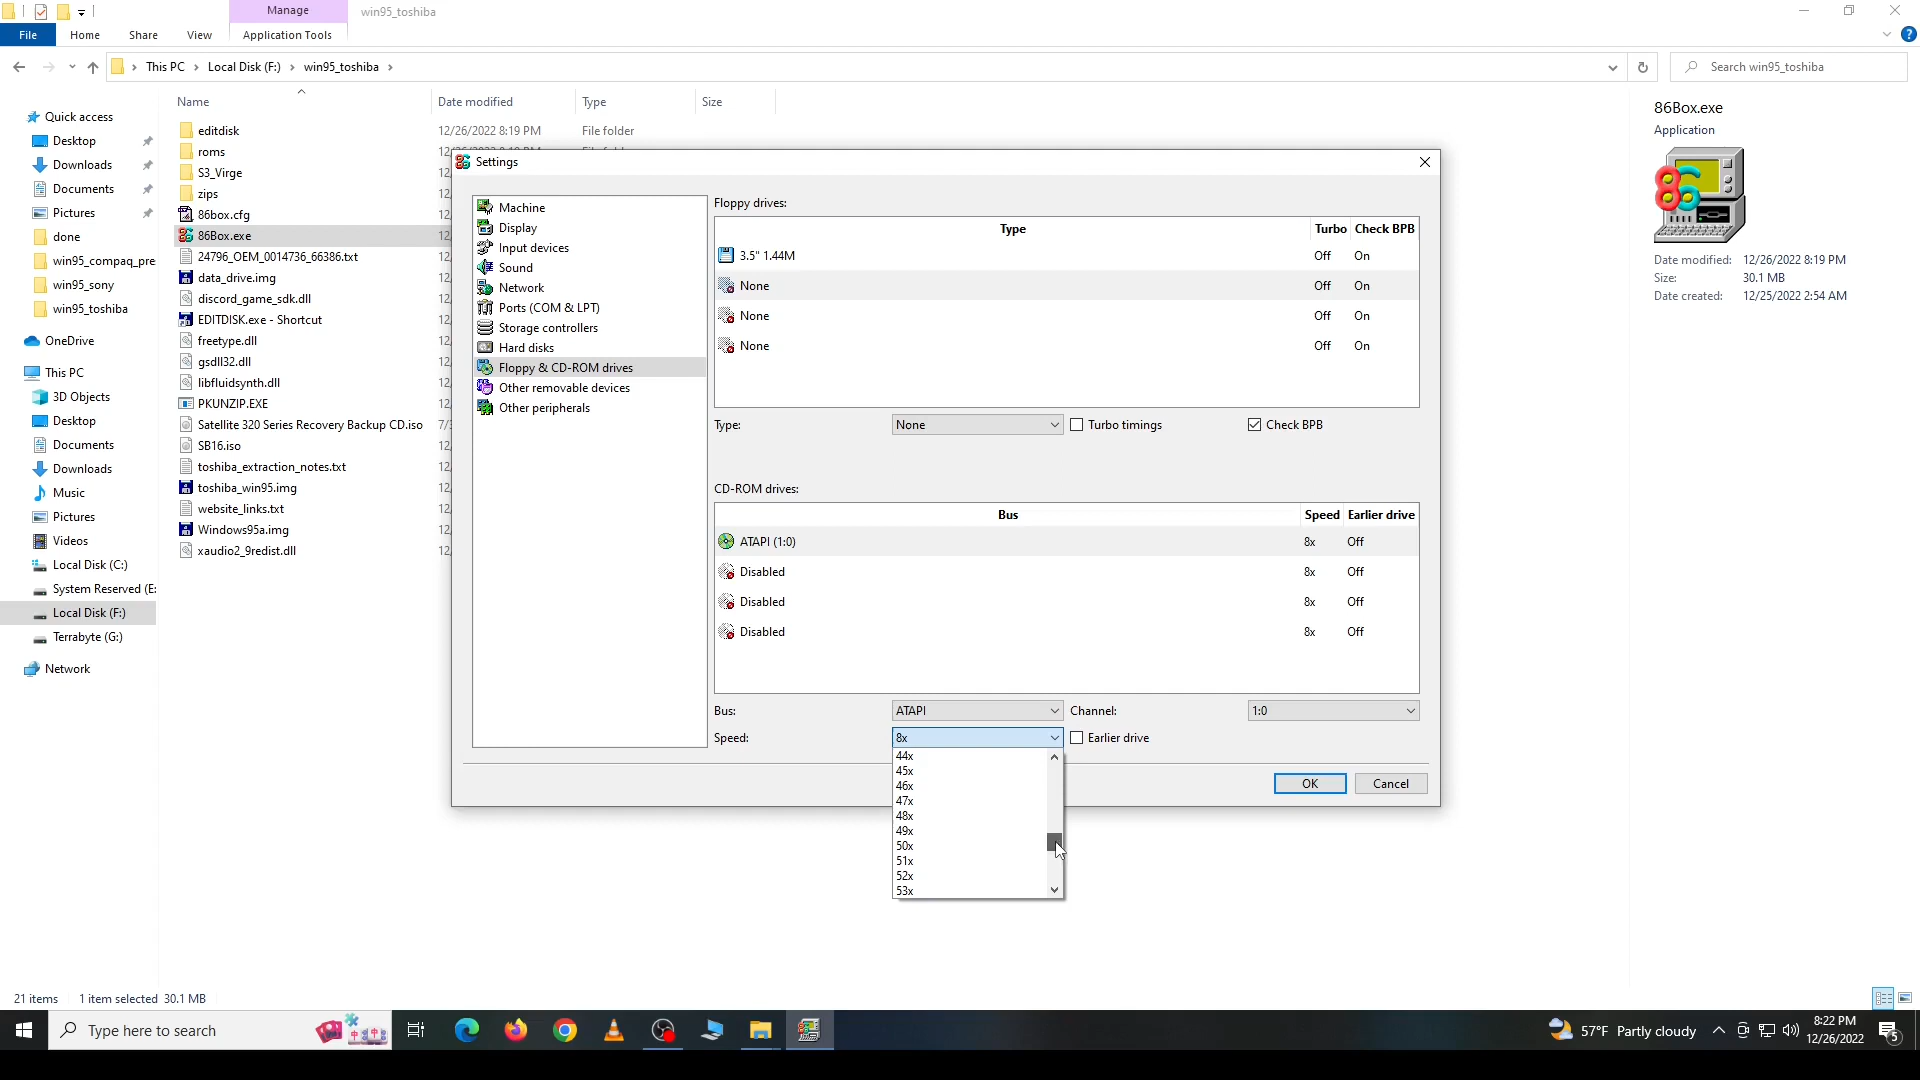 Manage
win95_toshiba
File
Home
Share
View
Application Tools
This PC
Local Disk (F:)
win95_toshiba
Search win95_toshiba
Name
Date modified
Type
Size
Quick access
Desktop
Downloads
Documents
Pictures
done
win95_compaq_pre
win95_sony
win95_toshiba
OneDrive
This PC
3D Objects
Desktop
Documents
Downloads
Music
Pictures
Videos
Local Disk (C:)
System Reserved (E:
Local Disk (F:)
Terrabyte (G:)
Network
editdisk
12/26/2022 8:19 PM
File folder
roms
S3_Virge
zips
86box.cfg
86Box.exe
24796_OEM_0014736_66386.txt
data_drive.img
discord_game_sdk.dll
EDITDISK.exe - Shortcut
freetype.dll
gsdll32.dll
libfluidsynth.dll
PKUNZIP.EXE
Satellite 320 Series Recovery Backup CD.iso
7/
SB16.iso
toshiba_extraction_notes.txt
toshiba_win95.img
website_links.txt
Windows95a.img
xaudio2_9redist.dll
Settings
Machine
Display
Input devices
Sound
Network
Ports (COM & LPT)
Storage controllers
Hard disks
Floppy & CD-ROM drives
Other removable devices
Other peripherals
Floppy drives:
Type
Turbo
Check BPB
3.5" 1.44M
Off
On
None
Off
On
None
Off
On
None
Off
On
Type:
None
Turbo timings
Check BPB
CD-ROM drives:
Bus
Speed
Earlier drive
ATAPI (1:0)
8x
Off
Disabled
8x
Off
Disabled
8x
Off
Disabled
8x
Off
Bus:
ATAPI
Channel:
1:0
Speed:
8x
Earlier drive
44x
45x
46x
47x
48x
49x
50x
51x
52x
53x
OK
Cancel
86Box.exe
Application
86
Date modified: 12/26/2022 8:19 PM
Size: 30.1 MB
Date created: 12/25/2022 2:54 AM
21 items
1 item selected 30.1 MB
Type here to search
57°F Partly cloudy
8:22 PM
12/26/2022
5